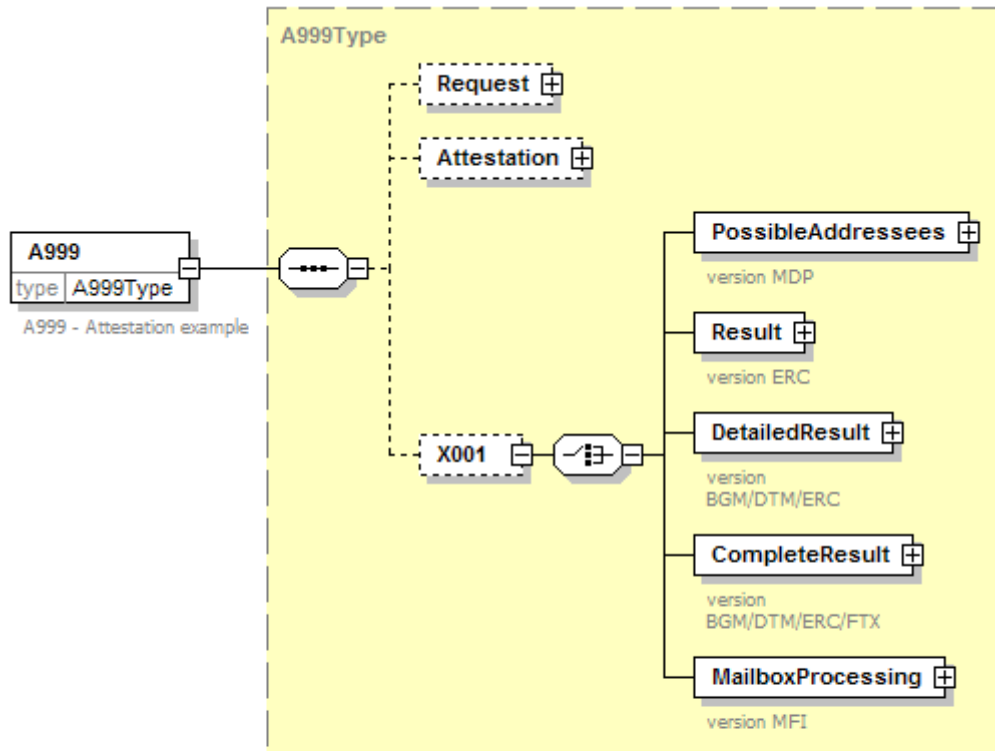 A999Type
Request
Attestation
A999
type A999Type
A999 - Attestation example
PossibleAddressees
version MDP
Result
version ERC
DetailedResult
version
BGM/DTM/ERC
X001
CompleteResult
version
BGM/DTM/ERC/FTX
MailboxProcessing
version MFI